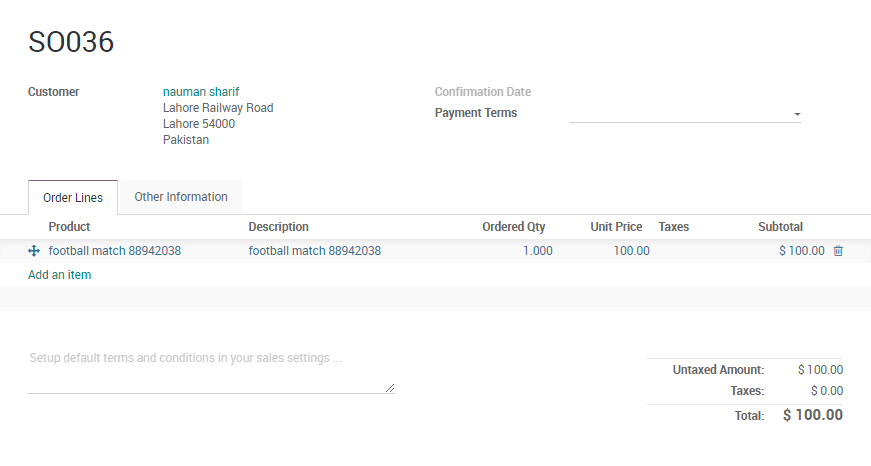 SO036
Customer nauman sharif Confirmation Date
Lahore Railway Road Payment Terms
Lahore 54000
Pakistan
Order Lines Other Information
Product Description Ordered Qty Unit Price Taxes Subtotal
football match 88942038 football match 88942038 1.000 100.00 $ 100.00
Add an item
Setup default terms and conditions in your sales settings ...
Untaxed Amount: $ 100.00
Taxes: $ 0.00
Total: $ 100.00